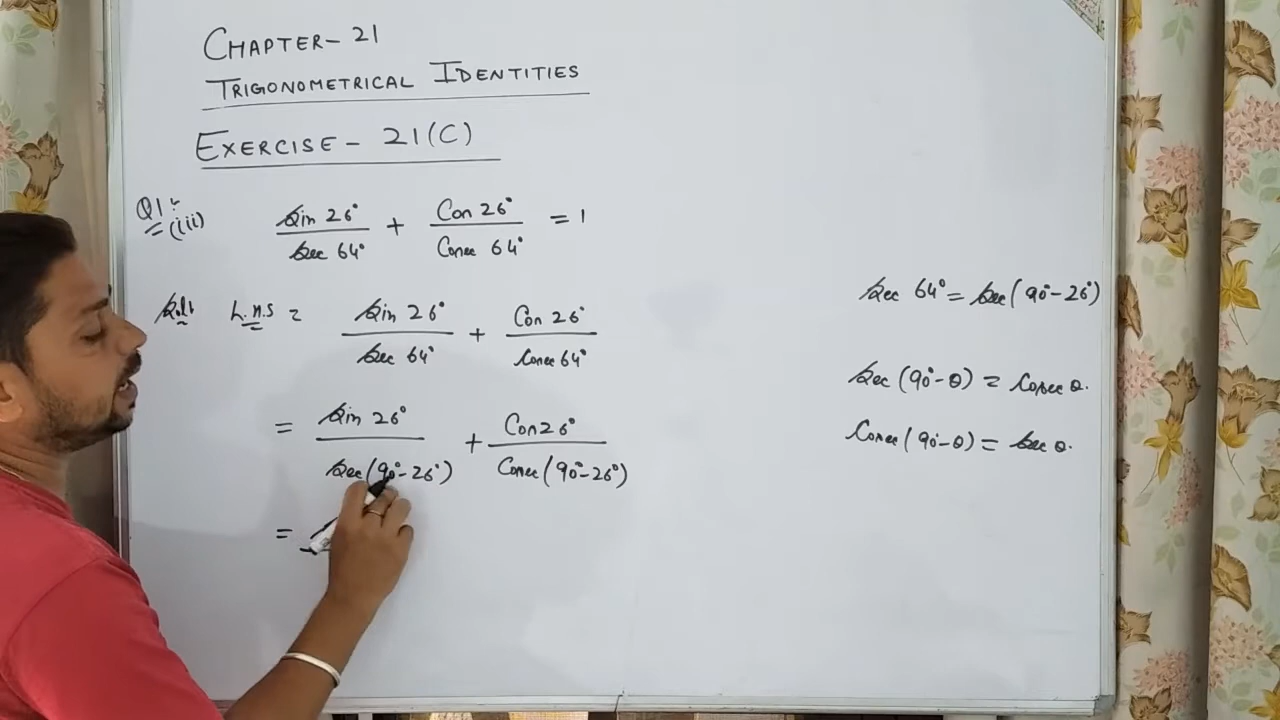 CHAPTER-21
TRIGONOMETRICAL IDENTITIES
EXERCISE-21(C)
Q1: (iii) Sin 26°/Sec 64° + Cos 26°/Cosec 64° = 1
Sol: L.H.S = Sin 26°/Sec 64° + Cos 26°/Cosec 64°
= Sin 26°/Sec(90°-26°) + Cos 26°/Cosec(90°-26°)
=
Sec 64° = Sec(90°-26°)
Sec(90°-θ) = Cosec θ.
Cosec(90°-θ) = Sec θ.